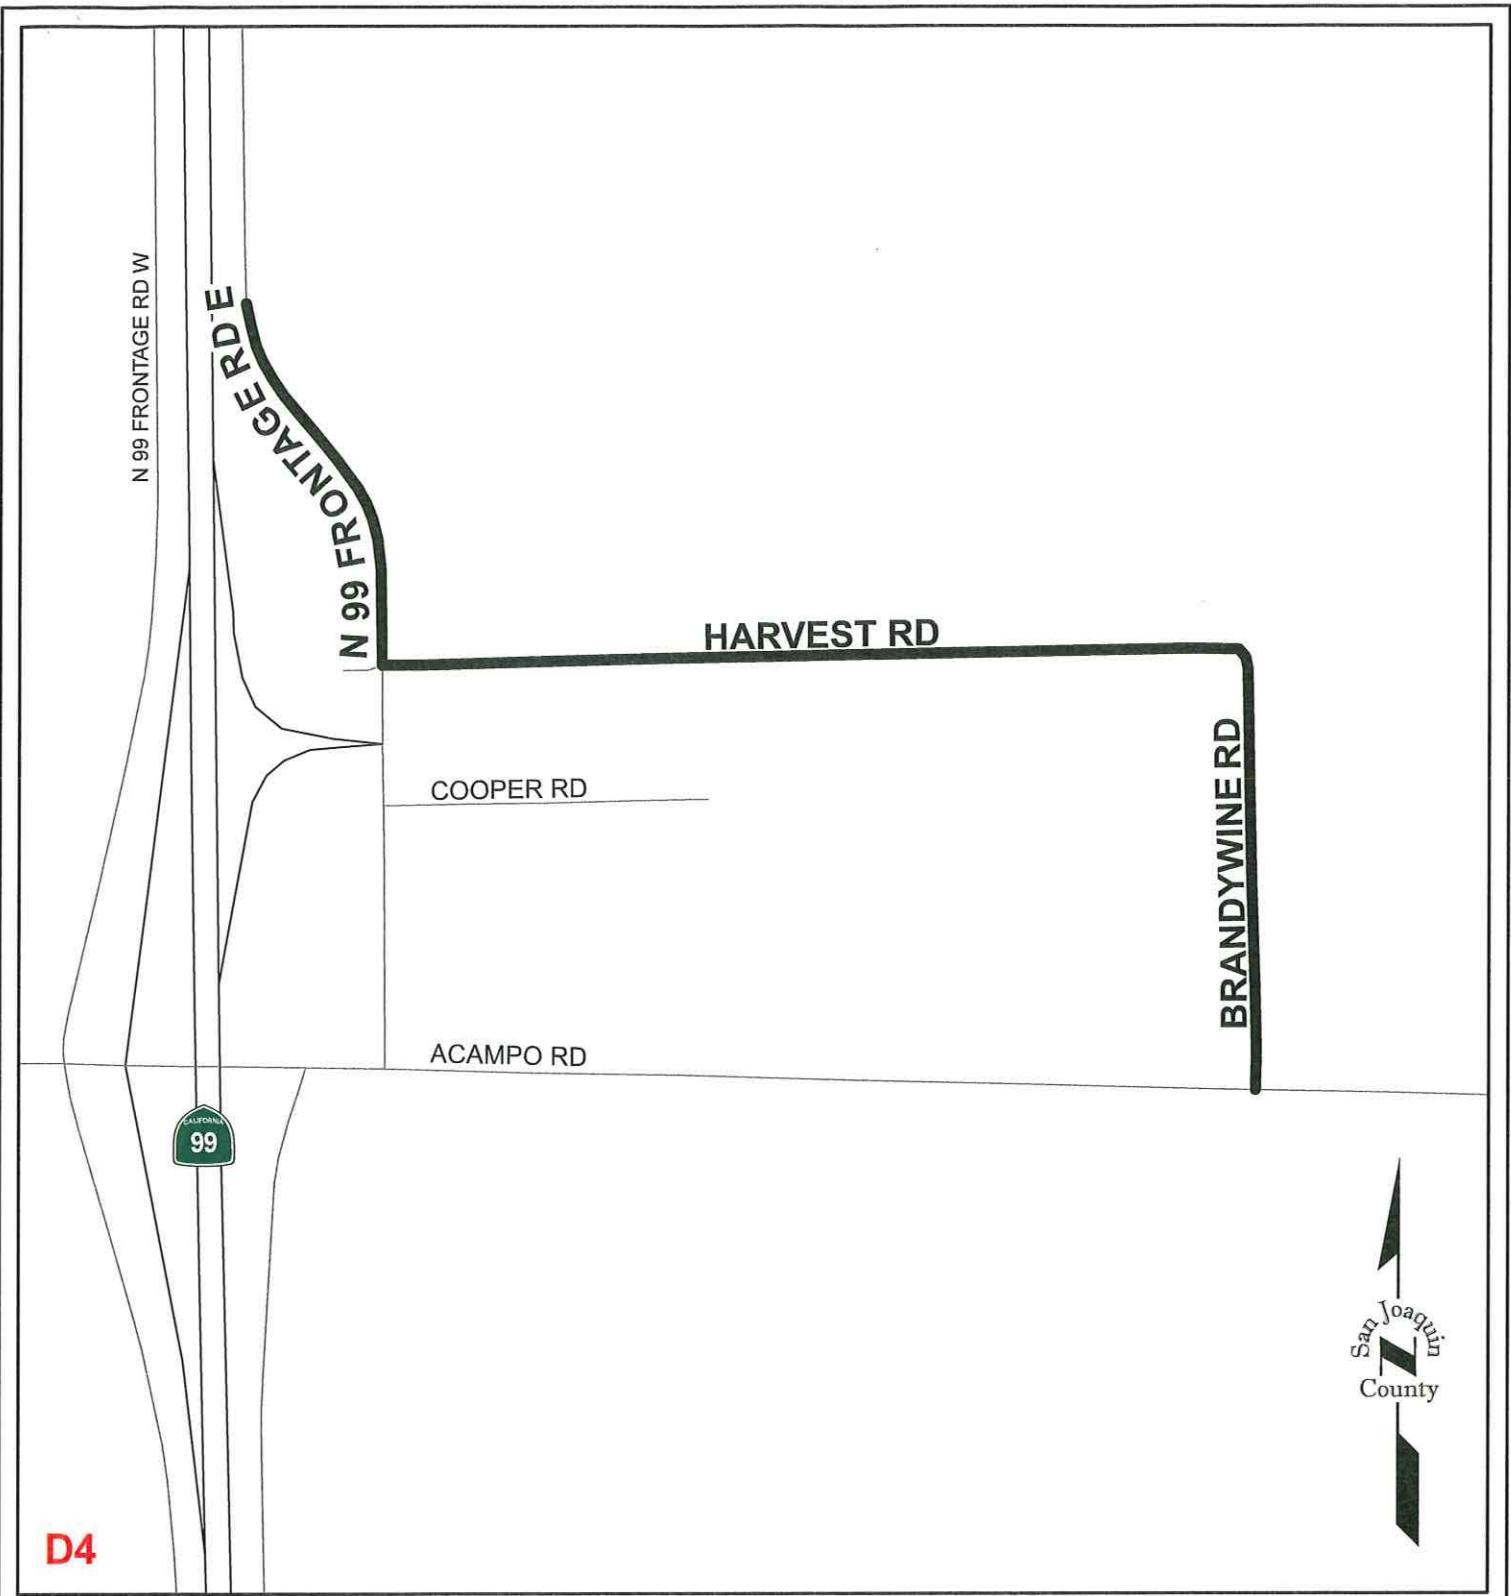 N 99 FRONTAGE RD W
N 99 FRONTAGE RD E
HARVEST RD
BRANDYWINE RD
COOPER RD
ACAMPO RD
CALIFORNIA
99
San Joaquin
N
County
D4